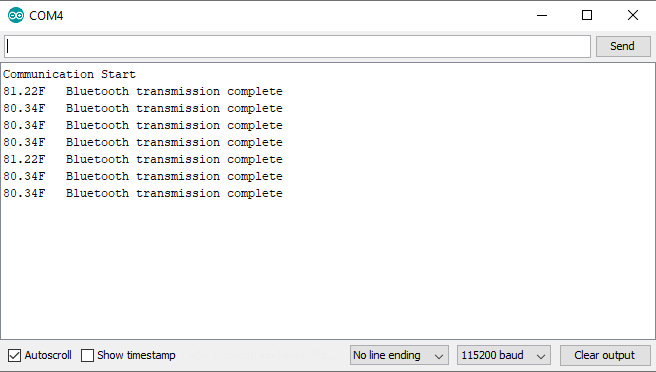 COM4
Send
Communication Start
81.22F   Bluetooth transmission complete
80.34F   Bluetooth transmission complete
80.34F   Bluetooth transmission complete
80.34F   Bluetooth transmission complete
81.22F   Bluetooth transmission complete
80.34F   Bluetooth transmission complete
80.34F   Bluetooth transmission complete
Autoscroll Show timestamp No line ending 115200 baud Clear output